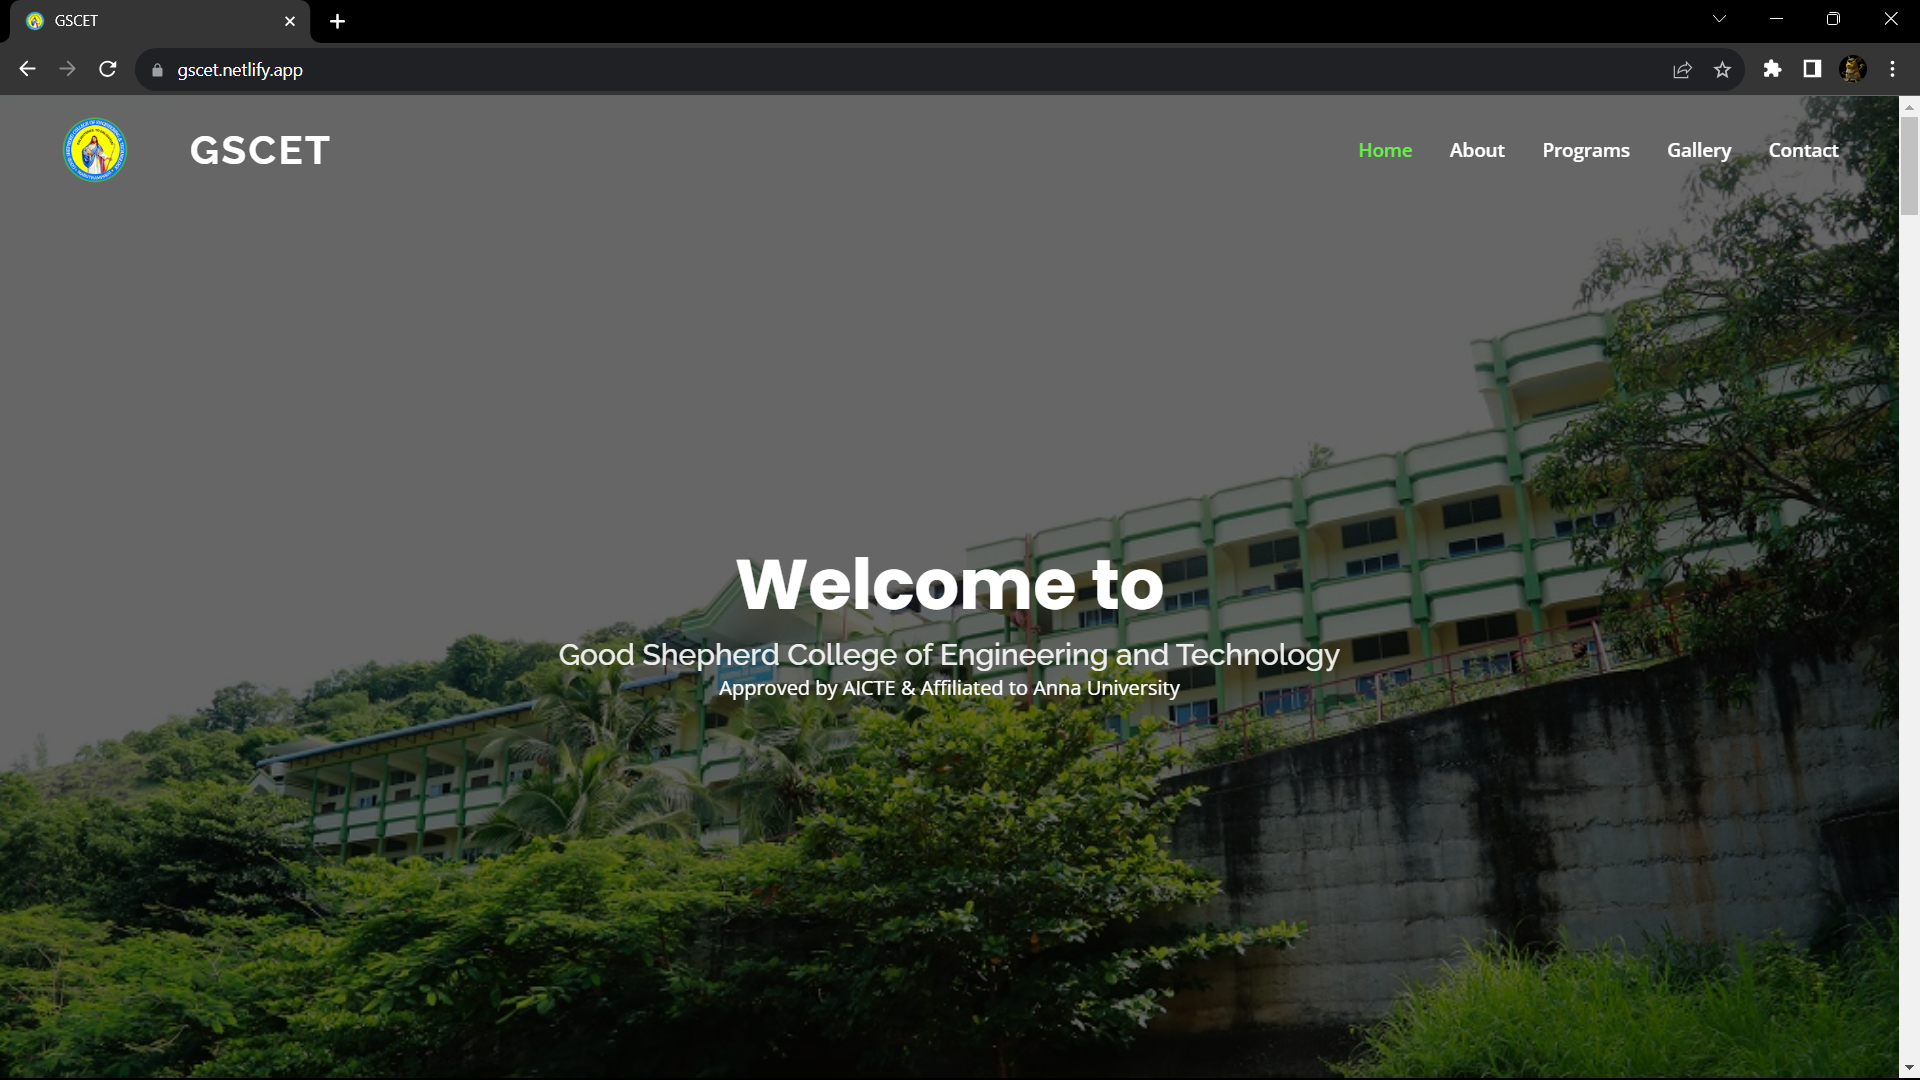 GSCET
gscet.netlify.app
GSCET
Home
About
Programs
Gallery
Contact
Welcome to
Good Shepherd College of Engineering and Technology
Approved by AICTE & Affiliated to Anna University